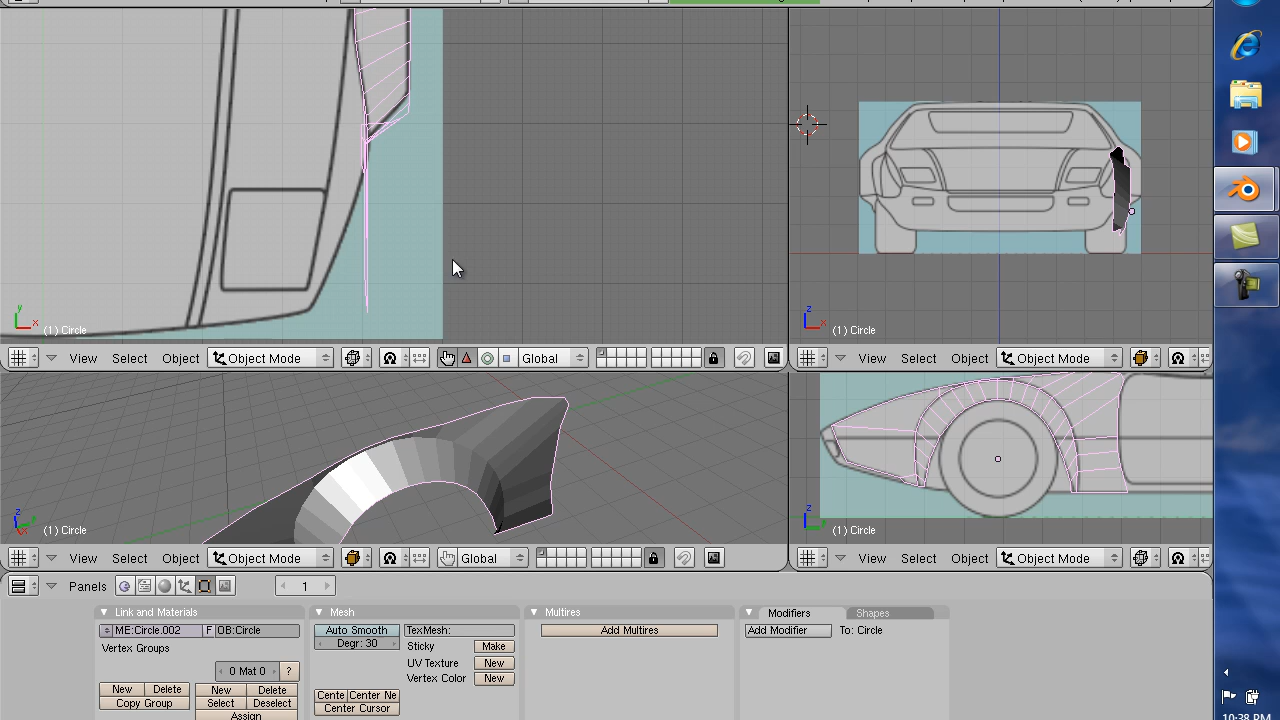 y
x
(1) Circle
z
x
(1) Circle
View Select Object Object Mode Global
View Select Object Object Mode
z
y
x
(1) Circle
z
y
(1) Circle
View Select Object Object Mode Global
View Select Object Object Mode
Panels 1
Link and Materials Mesh Multires Modifiers Shapes
ME:Circle.002 F OB:Circle Auto Smooth TexMesh: Add Multires Add Modifier To: Circle
Degr: 30
Vertex Groups Sticky Make
UV Texture New
0 Mat 0 ? Vertex Color New
New Delete New Delete Cente Center Ne
Copy Group Select Deselect Center Cursor
Assign
10:38 PM